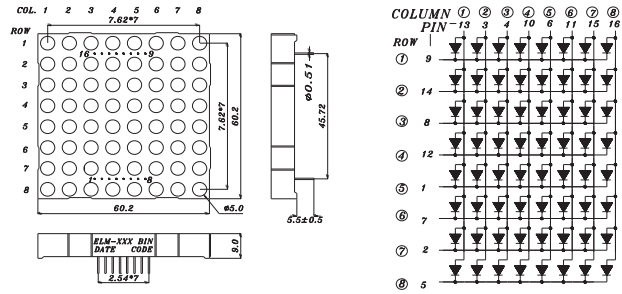 COL. 1 2 3 4 5 6 7 8
7.62*7
ROW
1
16 9
2
3
4
5
6
7
1 8
8
7.62*7
60.2
60.2
ø5.0
ø0.51
45.72
5.5±0.5
ELM-XXX BIN
DATE CODE
2.54*7
9.0
COLUMN 1 2 3 4 5 6 7 8
PIN 13 3 4 10 6 11 15 16
ROW
1 9
2 14
3 8
4 12
5 1
6 7
7 2
8 5